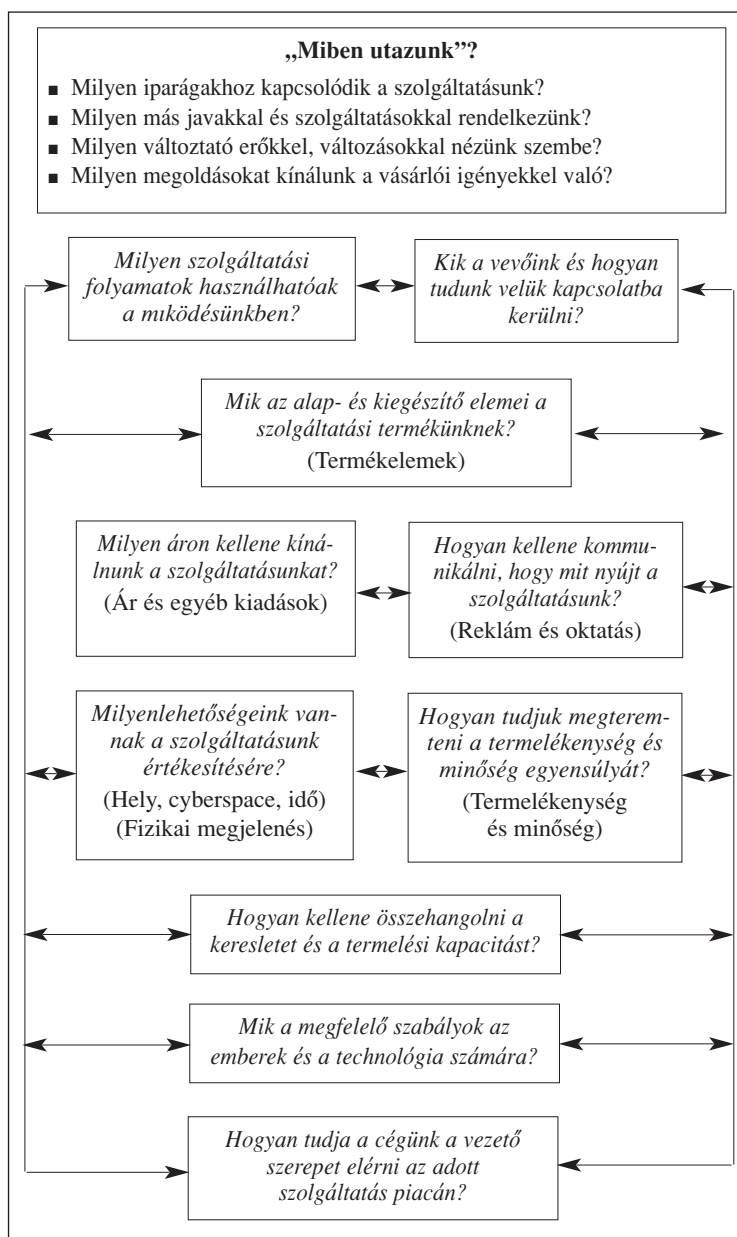 „Miben utazunk”?
■ Milyen iparágakhoz kapcsolódik a szolgáltatásunk?
■ Milyen más javakkal és szolgáltatásokkal rendelkezünk?
■ Milyen változtató erőkkel, változásokkal nézünk szembe?
■ Milyen megoldásokat kínálunk a vásárlói igényekkel való?
Milyen szolgáltatási
folyamatok használhatóak
a mıködésünkben?
Kik a vevőink és hogyan
tudunk velük kapcsolatba
kerülni?
Mik az alap- és kiegészítő elemei a
szolgáltatási termékünknek?
(Termékelemek)
Milyen áron kellene kíná-
lnunk a szolgáltatásunkat?
(Ár és egyéb kiadások)
Hogyan kellene kommu-
nikálni, hogy mit nyújt a
szolgáltatásunk?
(Reklám és oktatás)
Milyenlehetőségeink van-
nak a szolgáltatásunk
értékesítésére?
(Hely, cyberspace, idő)
(Fizikai megjelenés)
Hogyan tudjuk megterem-
teni a termelékenység és
minőség egyensúlyát?
(Termelékenység
és minőség)
Hogyan kellene összehangolni a
keresletet és a termelési kapacitást?
Mik a megfelelő szabályok az
emberek és a technológia számára?
Hogyan tudja a cégünk a vezető
szerepet elérni az adott
szolgáltatás piacán?